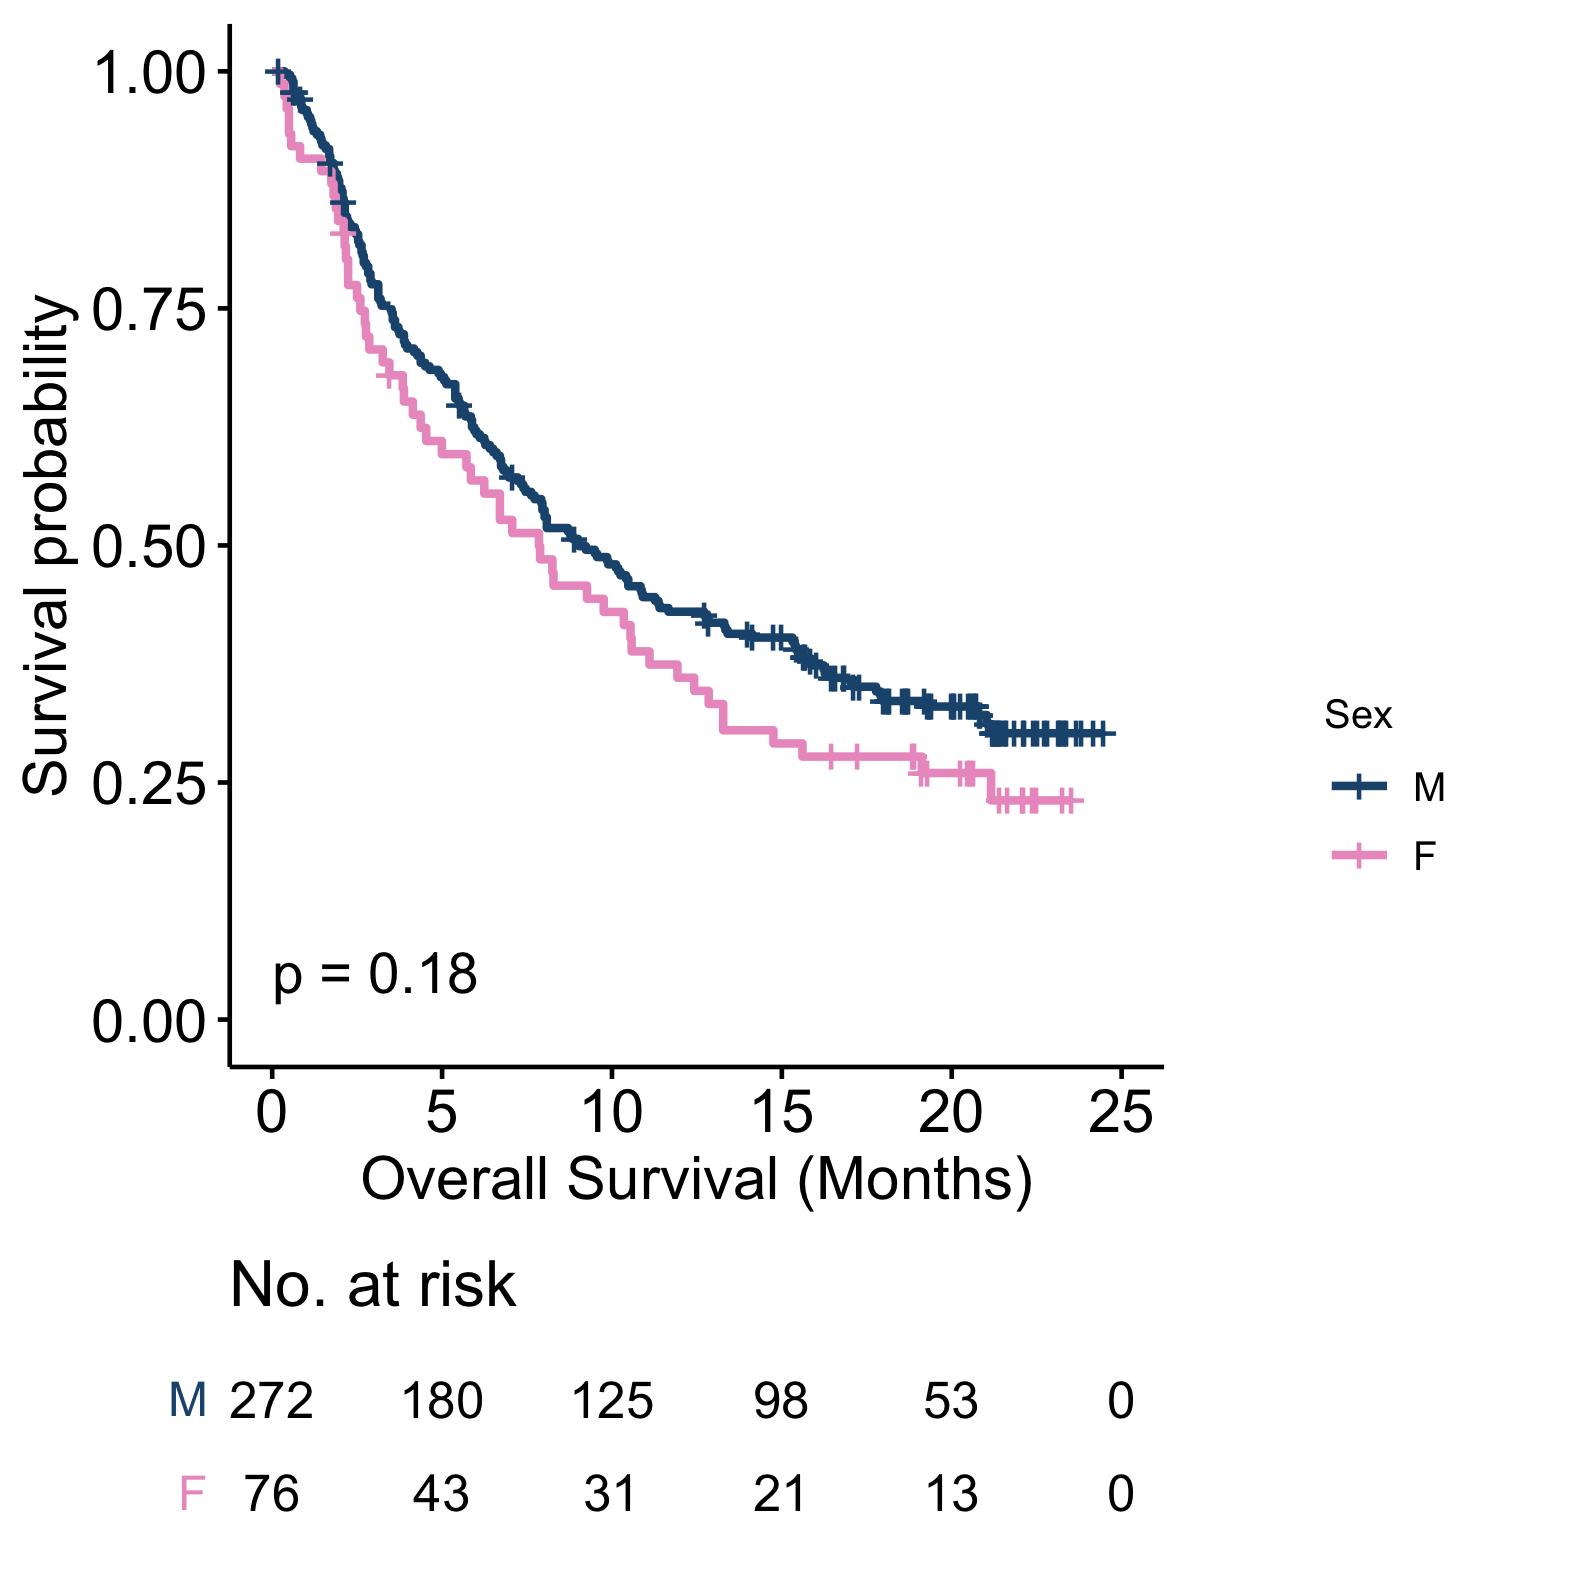 1.00
0.75
0.50
0.25
0.00
Survival probability
p = 0.18
0 5 10 15 20 25
Overall Survival (Months)
Sex
M
F
No. at risk
M 272 180 125 98 53 0
F 76 43 31 21 13 0